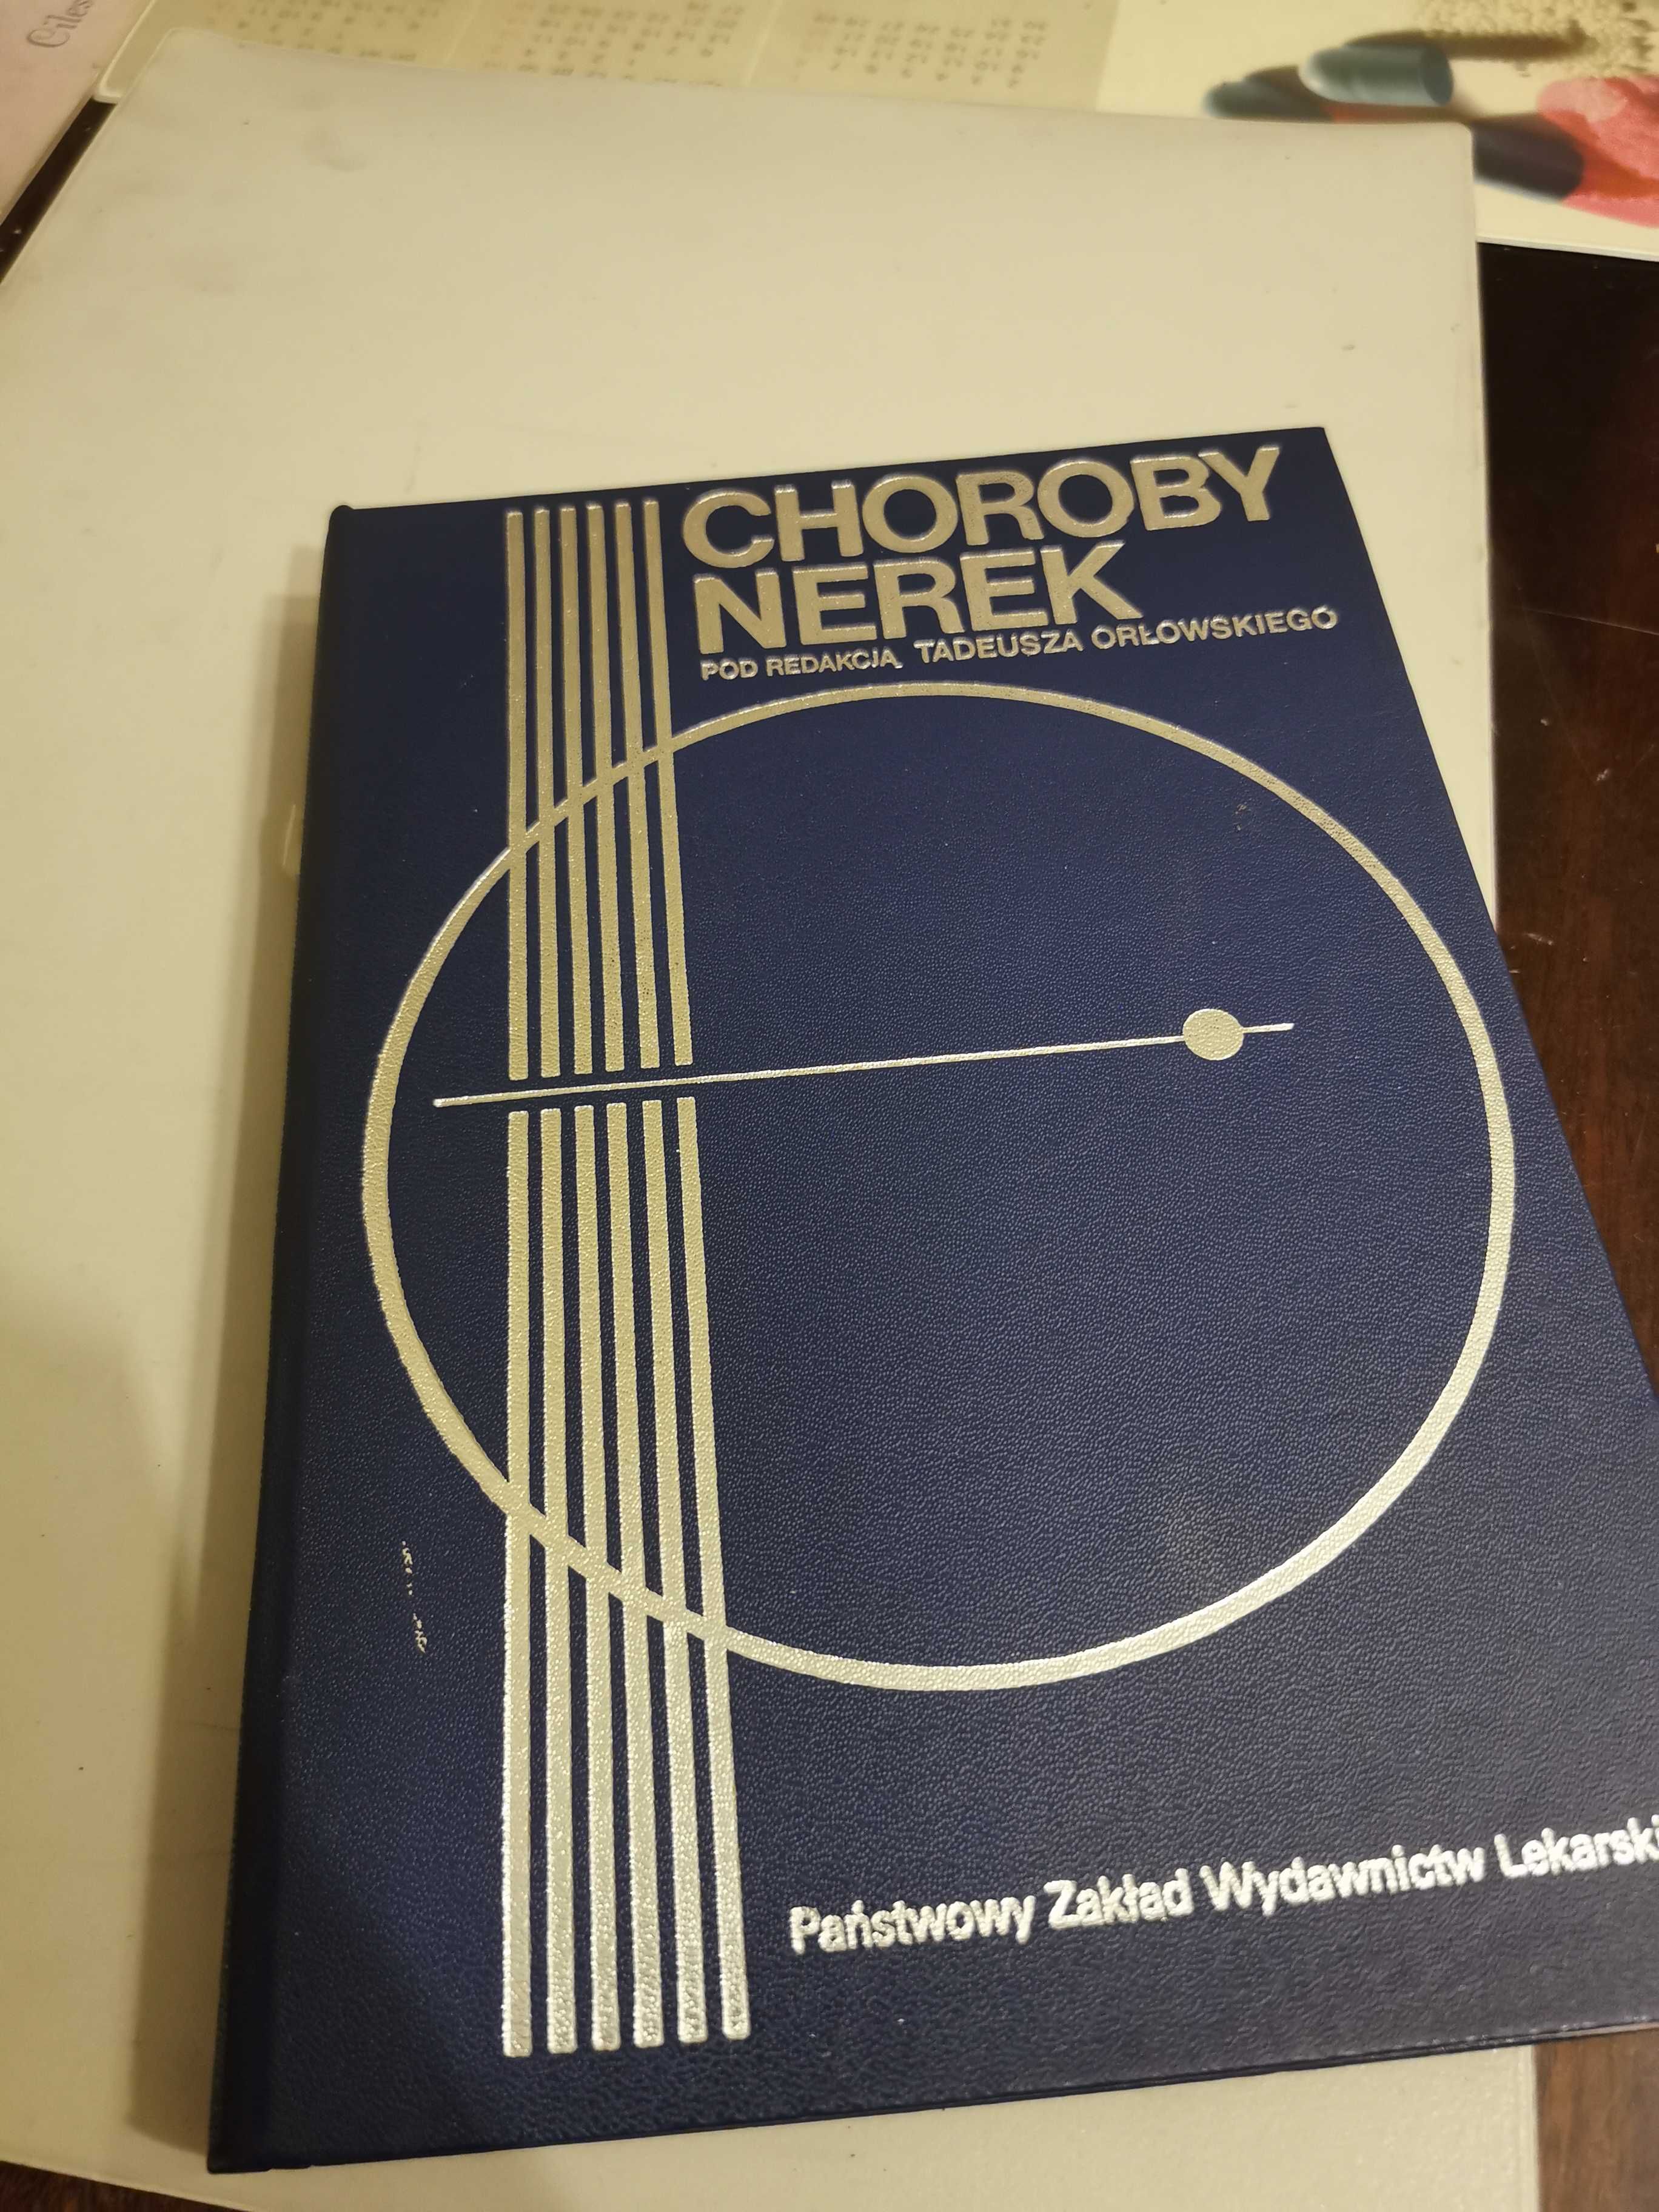 CHOROBY
NEREK
POD REDAKCJĄ TADEUSZA ORŁOWSKIEGO
Państwowy Zakład Wydawnictw Lekarski